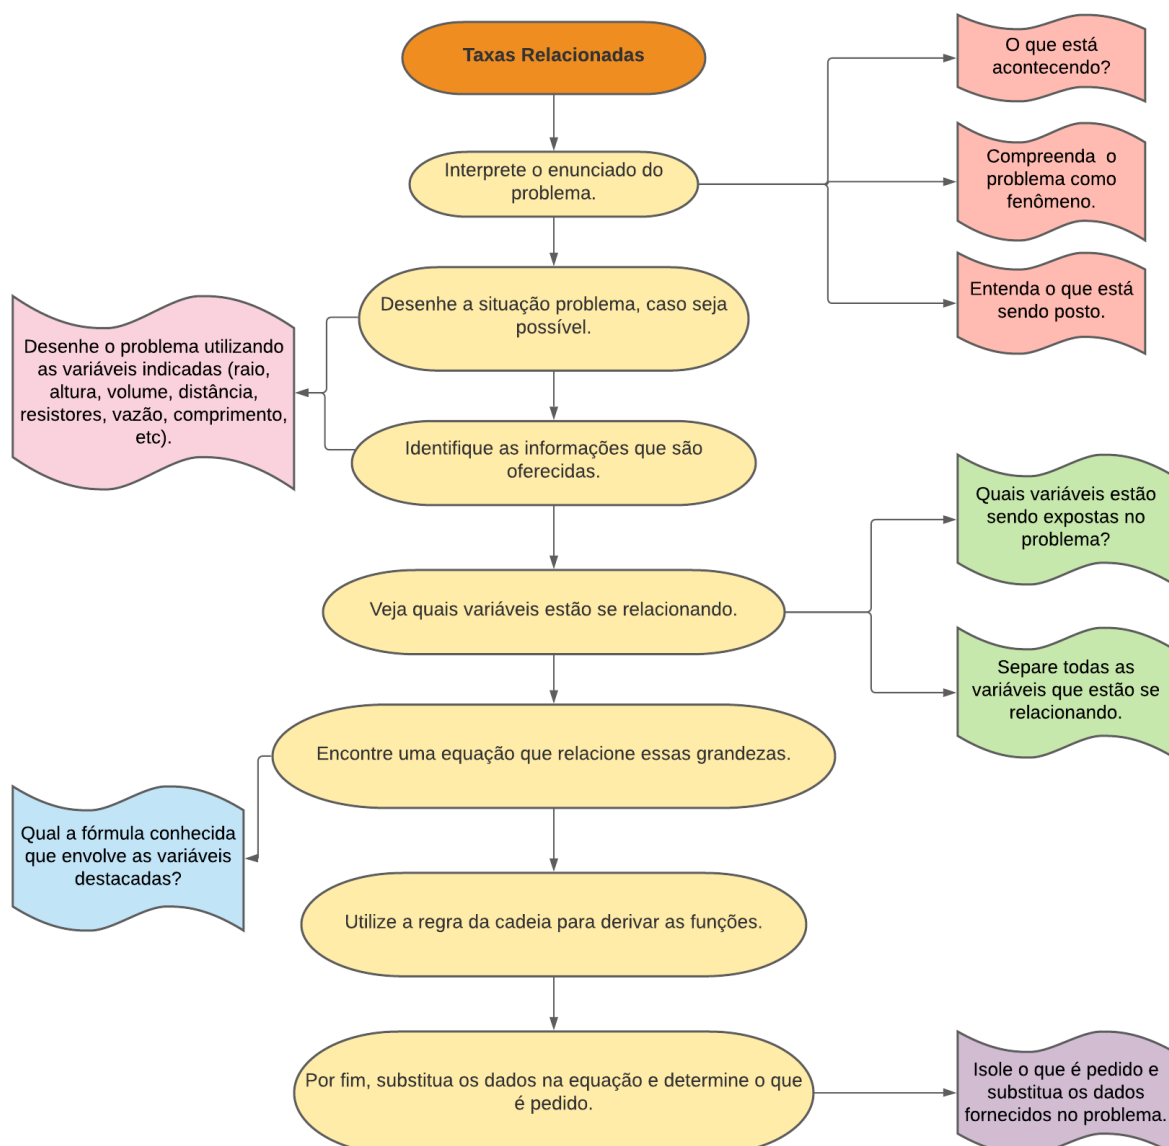 Taxas Relacionadas
Interprete o enunciado do
problema.
O que está
acontecendo?
Compreenda o
problema como
fenômeno.
Entenda o que está
sendo posto.
Desenhe a situação problema, caso seja
possível.
Desenhe o problema utilizando
as variáveis indicadas (raio,
altura, volume, distância,
resistores, vazão, comprimento,
etc).
Identifique as informações que são
oferecidas.
Veja quais variáveis estão se relacionando.
Quais variáveis estão
sendo expostas no
problema?
Separe todas as
variáveis que estão se
relacionando.
Encontre uma equação que relacione essas grandezas.
Qual a fórmula conhecida
que envolve as variáveis
destacadas?
Utilize a regra da cadeia para derivar as funções.
Por fim, substitua os dados na equação e determine o que
é pedido.
Isole o que é pedido e
substitua os dados
fornecidos no problema.